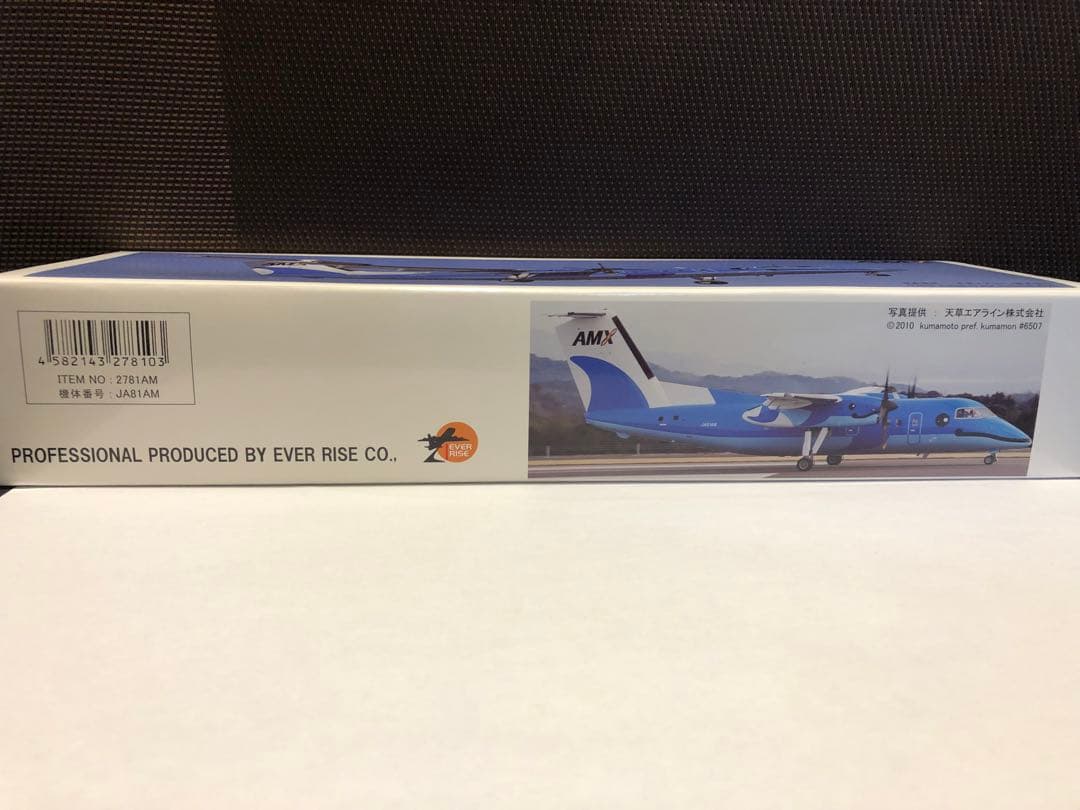 4 582143 278103
ITEM NO : 2781AM
機体番号 : JA81AM
PROFESSIONAL PRODUCED BY EVER RISE CO.,
EVER
RISE
写真提供 : 天草エアライン株式会社
©2010 kumamoto pref. kumamon #6507
AMX